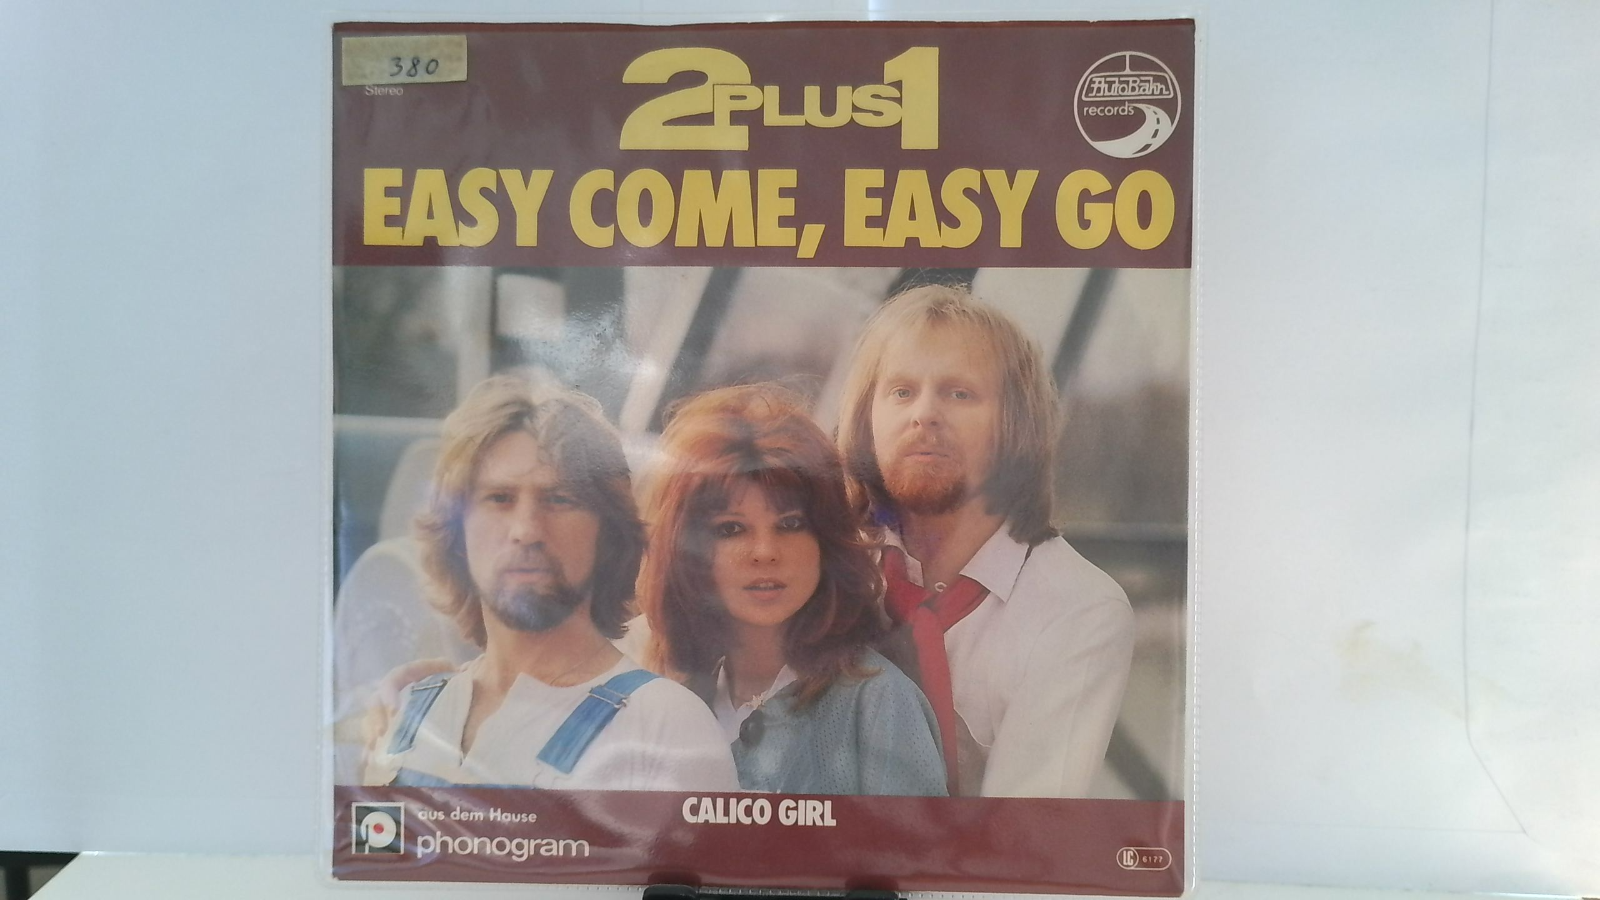 380
Stereo
2PLUS1
AutoBahn
records
EASY COME, EASY GO
aus dem Hause
phonogram
CALICO GIRL
LC 6177